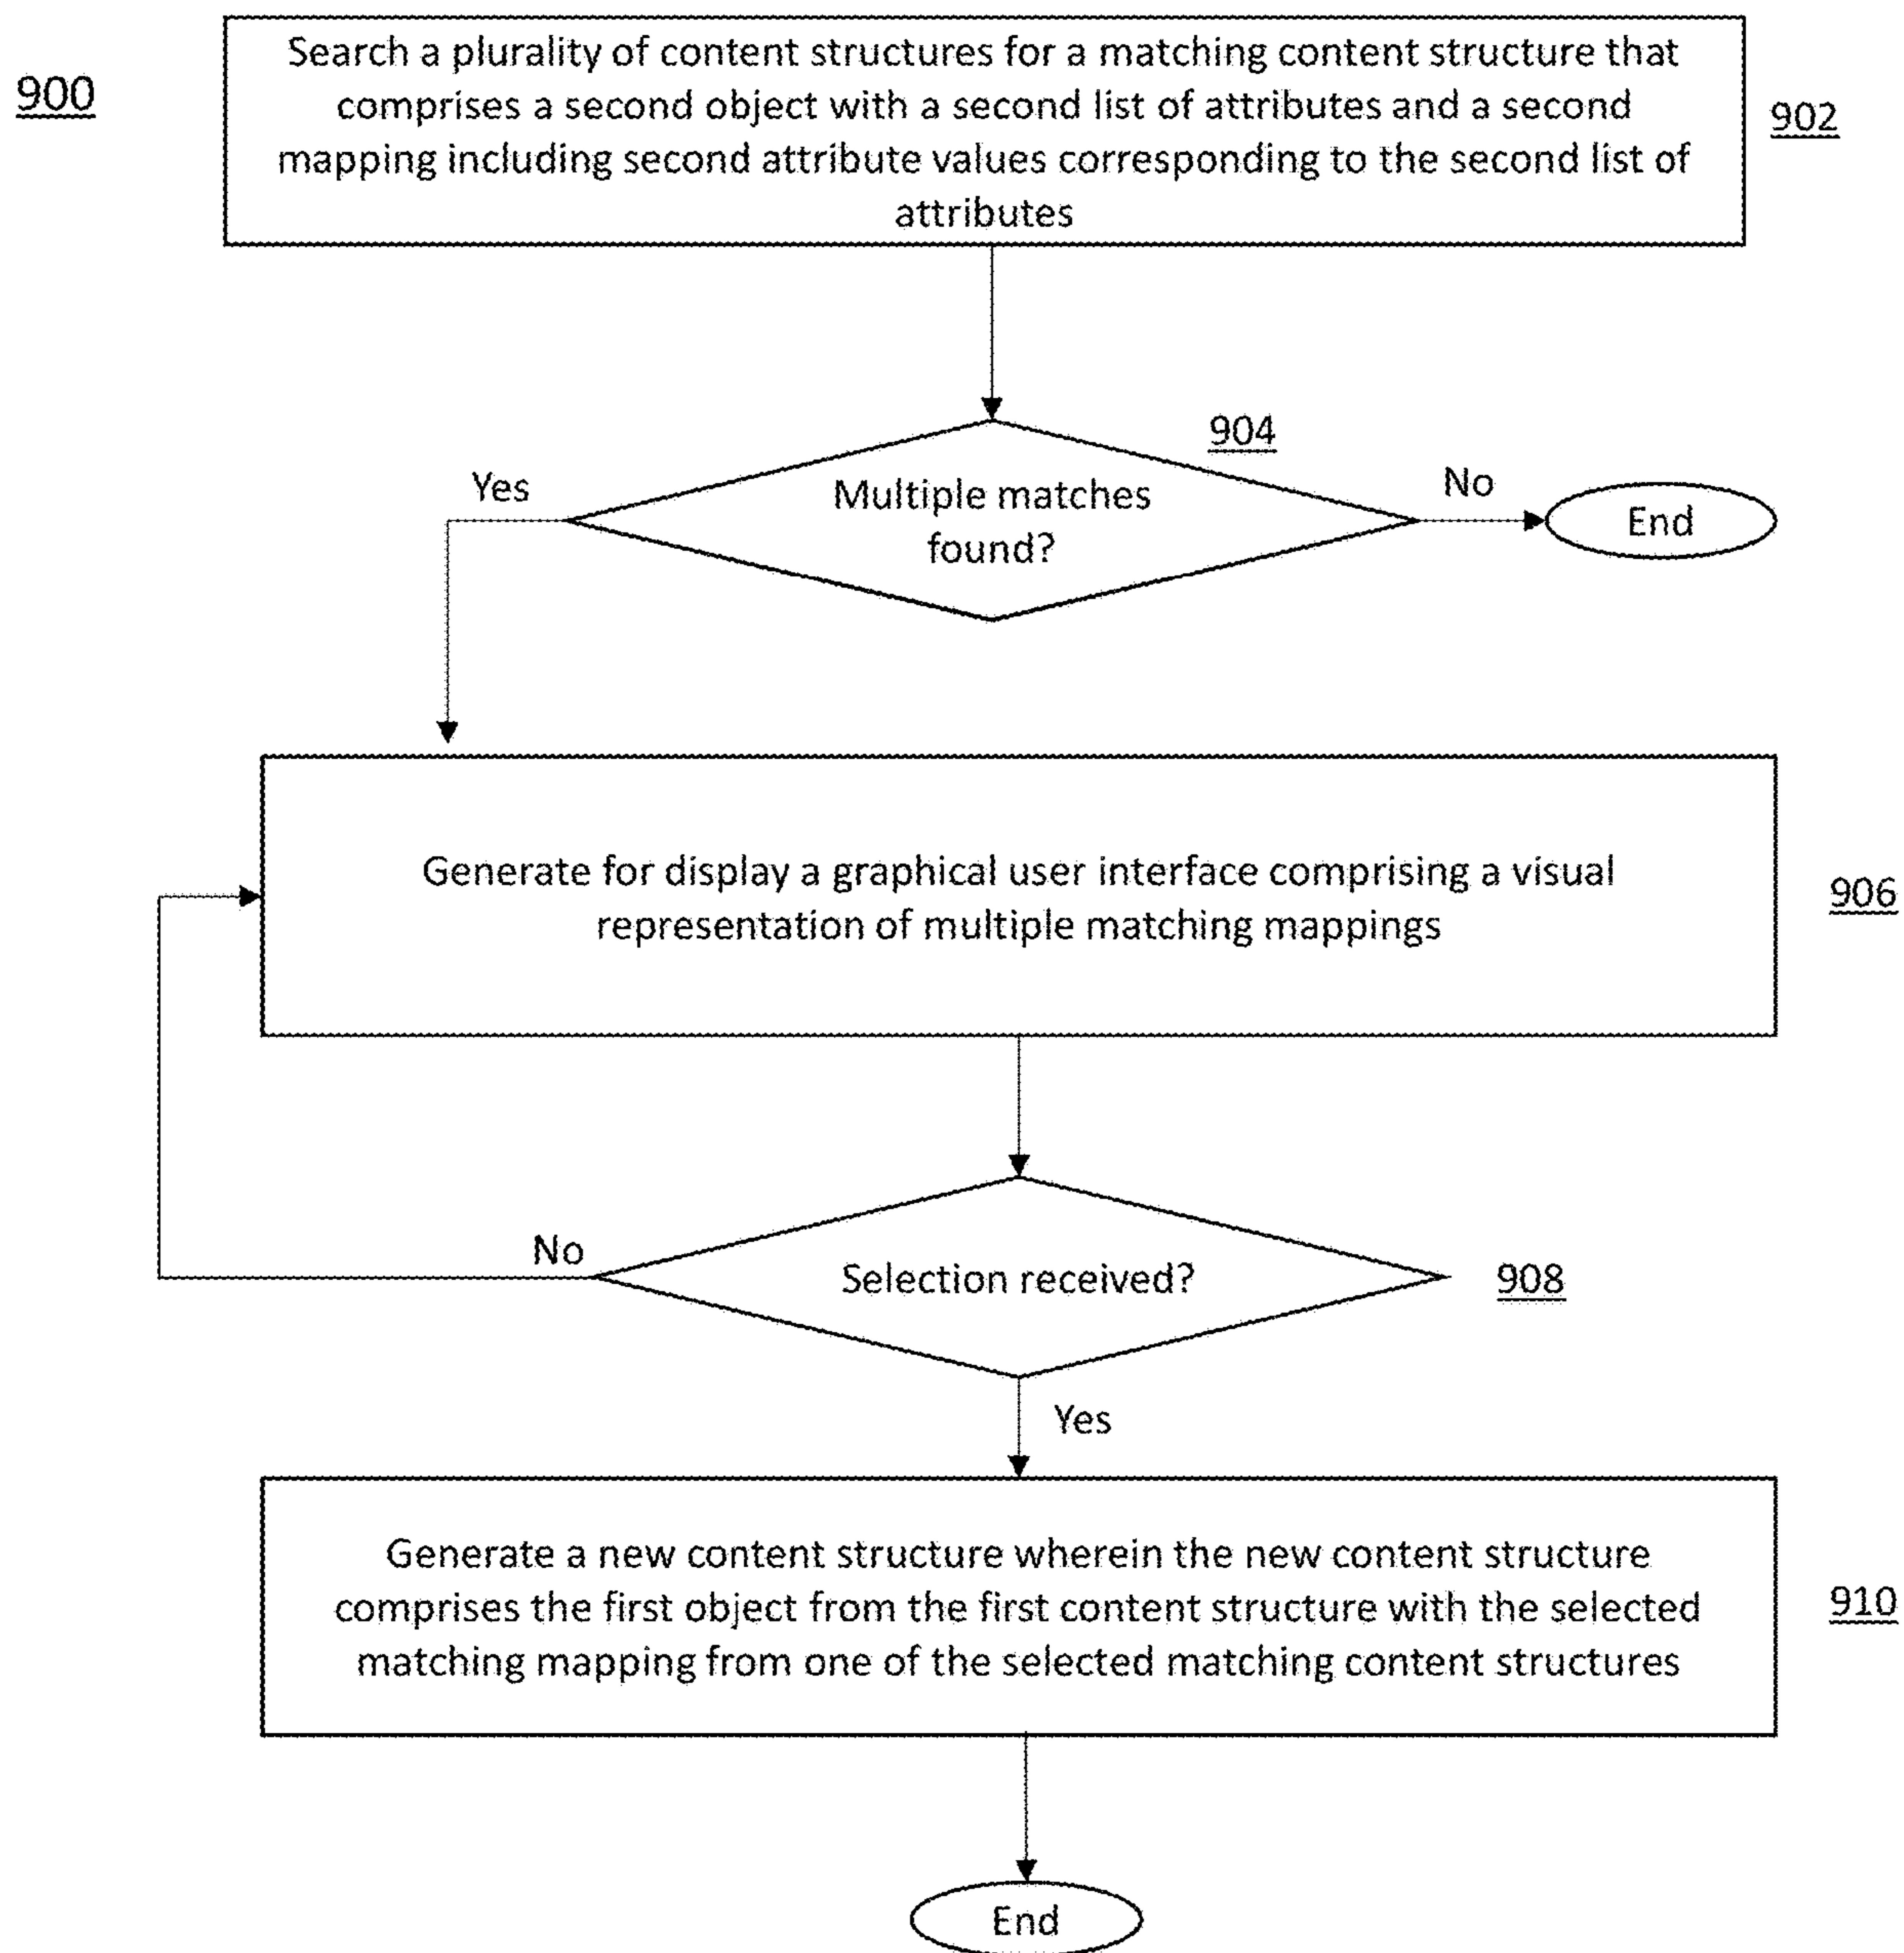 900
Search a plurality of content structures for a matching content structure that
comprises a second object with a second list of attributes and a second
mapping including second attribute values corresponding to the second list of
attributes
902
904
Yes
Multiple matches
found?
No
End
Generate for display a graphical user interface comprising a visual
representation of multiple matching mappings
906
No
Selection received?
908
Yes
Generate a new content structure wherein the new content structure
comprises the first object from the first content structure with the selected
matching mapping from one of the selected matching content structures
910
End